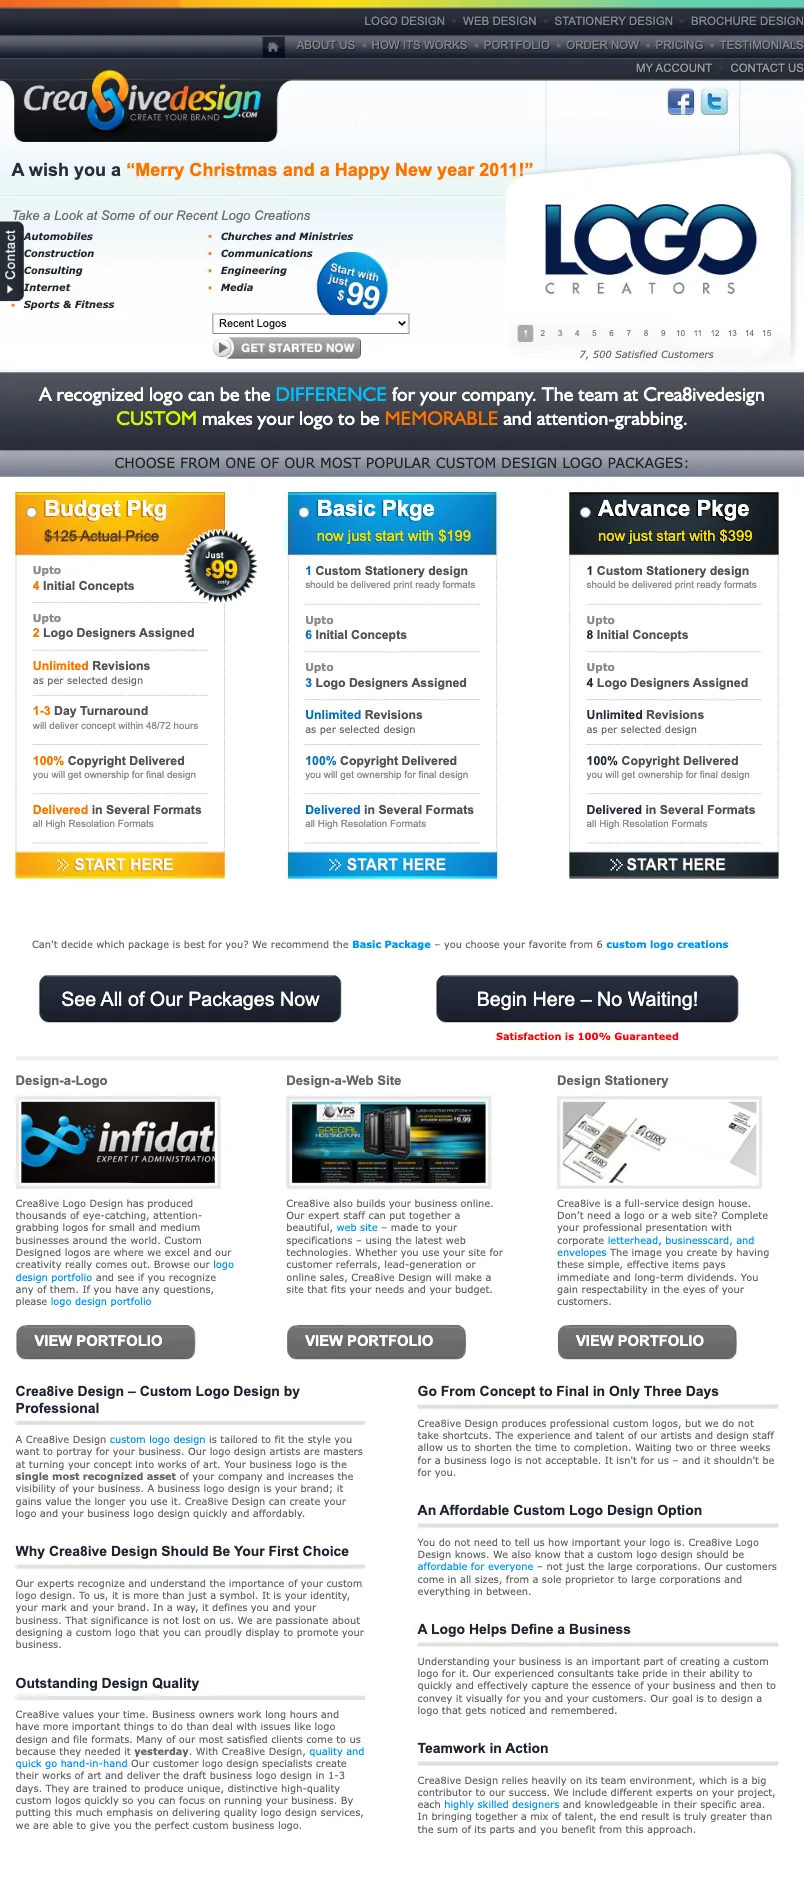 LOGO DESIGN • WEB DESIGN • STATIONERY DESIGN • BROCHURE DESIGN
ABOUT US • HOW ITS WORKS • PORTFOLIO • ORDER NOW • PRICING • TESTIMONIALS
MY ACCOUNT • CONTACT US
Crea8ivedesign
CREATE YOUR BRAND .COM
A wish you a “Merry Christmas and a Happy New year 2011!”
Take a Look at Some of our Recent Logo Creations
Contact
Automobiles
Construction
Consulting
Internet
Sports & Fitness
Churches and Ministries
Communications
Engineering
Media
Start with
just
$99
Recent Logos
GET STARTED NOW
LOGO
CREATORS
1 2 3 4 5 6 7 8 9 10 11 12 13 14 15
7, 500 Satisfied Customers
A recognized logo can be the DIFFERENCE for your company. The team at Crea8ivedesign
CUSTOM makes your logo to be MEMORABLE and attention-grabbing.
CHOOSE FROM ONE OF OUR MOST POPULAR CUSTOM DESIGN LOGO PACKAGES:
Budget Pkg
$125 Actual Price
Just
$99
only
Upto
4 Initial Concepts
Upto
2 Logo Designers Assigned
Unlimited Revisions
as per selected design
1-3 Day Turnaround
will deliver concept within 48/72 hours
100% Copyright Delivered
you will get ownership for final design
Delivered in Several Formats
all High Resolation Formats
START HERE
Basic Pkge
now just start with $199
1 Custom Stationery design
should be delivered print ready formats
Upto
6 Initial Concepts
Upto
3 Logo Designers Assigned
Unlimited Revisions
as per selected design
100% Copyright Delivered
you will get ownership for final design
Delivered in Several Formats
all High Resolation Formats
START HERE
Advance Pkge
now just start with $399
1 Custom Stationery design
should be delivered print ready formats
Upto
8 Initial Concepts
Upto
4 Logo Designers Assigned
Unlimited Revisions
as per selected design
100% Copyright Delivered
you will get ownership for final design
Delivered in Several Formats
all High Resolation Formats
START HERE
Can't decide which package is best for you? We recommend the Basic Package – you choose your favorite from 6 custom logo creations
See All of Our Packages Now
Begin Here – No Waiting!
Satisfaction is 100% Guaranteed
Design-a-Logo
infidat
EXPERT IT ADMINISTRATION
Crea8ive Logo Design has produced
thousands of eye-catching, attention-
grabbing logos for small and medium
businesses around the world. Custom
Designed logos are where we excel and our
creativity really comes out. Browse our logo
design portfolio and see if you recognize
any of them. If you have any questions,
please logo design portfolio
VIEW PORTFOLIO
Design-a-Web Site
VPS
PLANET
SPECIAL
HOSTING PLAN
$9.99
Crea8ive also builds your business online.
Our expert staff can put together a
beautiful, web site – made to your
specifications – using the latest web
technologies. Whether you use your site for
customer referrals, lead-generation or
online sales, Crea8ive Design will make a
site that fits your needs and your budget.
VIEW PORTFOLIO
Design Stationery
Crea8ive is a full-service design house.
Don’t need a logo or a web site? Complete
your professional presentation with
corporate letterhead, businesscard, and
envelopes The image you create by having
these simple, effective items pays
immediate and long-term dividends. You
gain respectability in the eyes of your
customers.
VIEW PORTFOLIO
Crea8ive Design – Custom Logo Design by
Professional
A Crea8ive Design custom logo design is tailored to fit the style you
want to portray for your business. Our logo design artists are masters
at turning your concept into works of art. Your business logo is the
single most recognized asset of your company and increases the
visibility of your business. A business logo design is your brand; it
gains value the longer you use it. Crea8ive Design can create your
logo and your business logo design quickly and affordably.
Why Crea8ive Design Should Be Your First Choice
Our experts recognize and understand the importance of your custom
logo design. To us, it is more than just a symbol. It is your identity,
your mark and your brand. In a way, it defines you and your
business. That significance is not lost on us. We are passionate about
designing a custom logo that you can proudly display to promote your
business.
Outstanding Design Quality
Crea8ive values your time. Business owners work long hours and
have more important things to do than deal with issues like logo
design and file formats. Many of our most satisfied clients come to us
because they needed it yesterday. With Crea8ive Design, quality and
quick go hand-in-hand Our customer logo design specialists create
their works of art and deliver the draft business logo design in 1-3
days. They are trained to produce unique, distinctive high-quality
custom logos quickly so you can focus on running your business. By
putting this much emphasis on delivering quality logo design services,
we are able to give you the perfect custom business logo.
Go From Concept to Final in Only Three Days
Crea8ive Design produces professional custom logos, but we do not
take shortcuts. The experience and talent of our artists and design staff
allow us to shorten the time to completion. Waiting two or three weeks
for a business logo is not acceptable. It isn't for us – and it shouldn't be
for you.
An Affordable Custom Logo Design Option
You do not need to tell us how important your logo is. Crea8ive Logo
Design knows. We also know that a custom logo design should be
affordable for everyone – not just the large corporations. Our customers
come in all sizes, from a sole proprietor to large corporations and
everything in between.
A Logo Helps Define a Business
Understanding your business is an important part of creating a custom
logo for it. Our experienced consultants take pride in their ability to
quickly and effectively capture the essence of your business and then to
convey it visually for you and your customers. Our goal is to design a
logo that gets noticed and remembered.
Teamwork in Action
Crea8ive Design relies heavily on its team environment, which is a big
contributor to our success. We include different experts on your project,
each highly skilled designers and knowledgeable in their specific area.
In bringing together a mix of talent, the end result is truly greater than
the sum of its parts and you benefit from this approach.